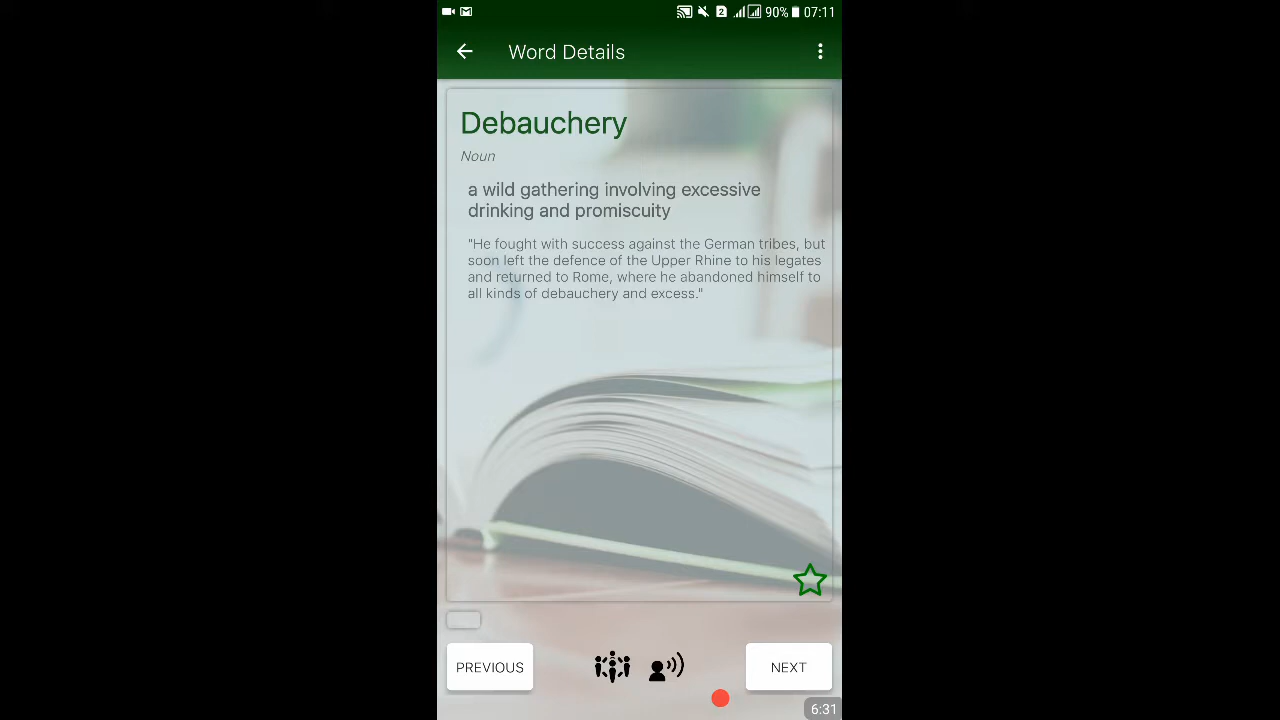 2 90% 07:11
Word Details
Debauchery
Noun
a wild gathering involving excessive
drinking and promiscuity
"He fought with success against the German tribes, but
soon left the defence of the Upper Rhine to his legates
and returned to Rome, where he abandoned himself to
all kinds of debauchery and excess."
PREVIOUS
NEXT
6:31